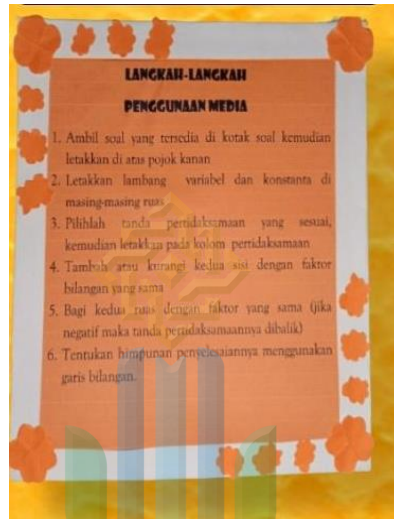 LANGKAH-LANGKAH
PENGGUNAAN MEDIA
1. Ambil soal yang tersedia di kotak soal kemudian
letakkan di atas pojok kanan
2. Letakkan lambang variabel dan konstanta di
masing-masing ruas
3. Pilihlah tanda pertidaksamaan yang sesuai,
kemudian letakkan pada kolom pertidaksamaan
4. Tambah atau kurangi kedua sisi dengan faktor
bilangan yang sama
5. Bagi kedua ruas dengan faktor yang sama (jika
negatif maka tanda pertidaksamaannya dibalik)
6. Tentukan himpunan penyelesaiannya menggunakan
garis bilangan.